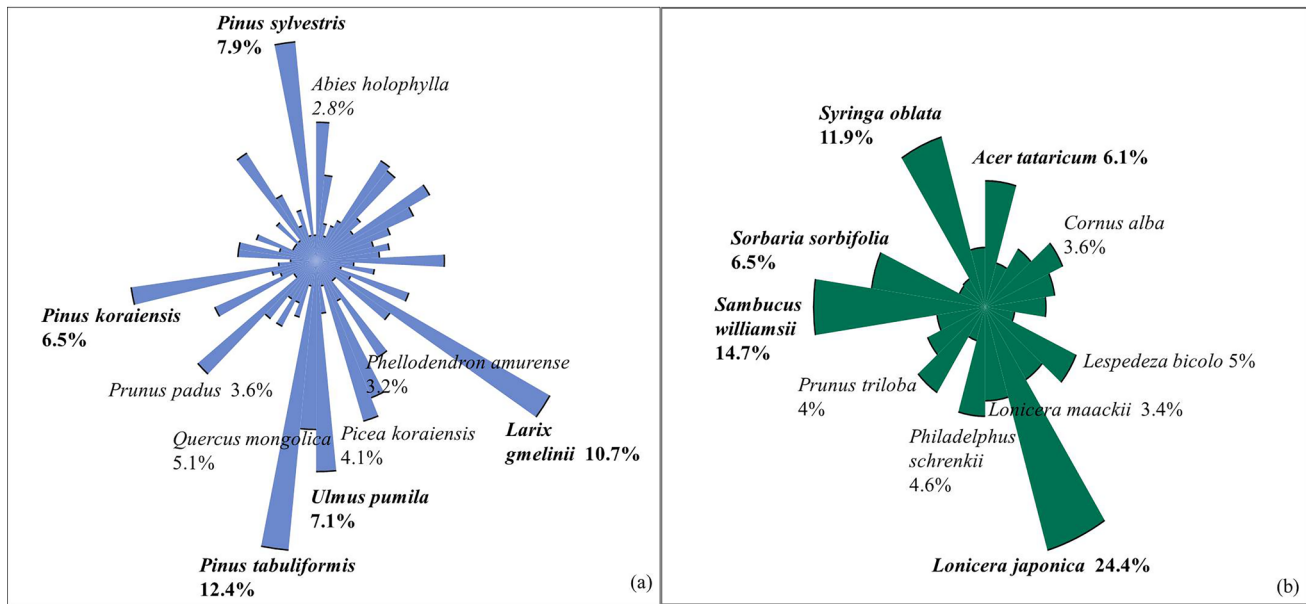 Pinus sylvestris
7.9%
Abies holophylla
2.8%
Pinus koraiensis
6.5%
Prunus padus 3.6%
Phellodendron amurense
3.2%
Quercus mongolica
5.1%
Picea koraiensis
4.1%
Larix
gmelinii 10.7%
Ulmus pumila
7.1%
Pinus tabuliformis
12.4%
(a)
Syringa oblata
11.9%
Acer tataricum 6.1%
Cornus alba
3.6%
Sorbaria sorbifolia
6.5%
Sambucus
williamsii
14.7%
Lespedeza bicolo 5%
Prunus triloba
4%
Lonicera maackii 3.4%
Philadelphus
schrenkii
4.6%
Lonicera japonica 24.4%
(b)